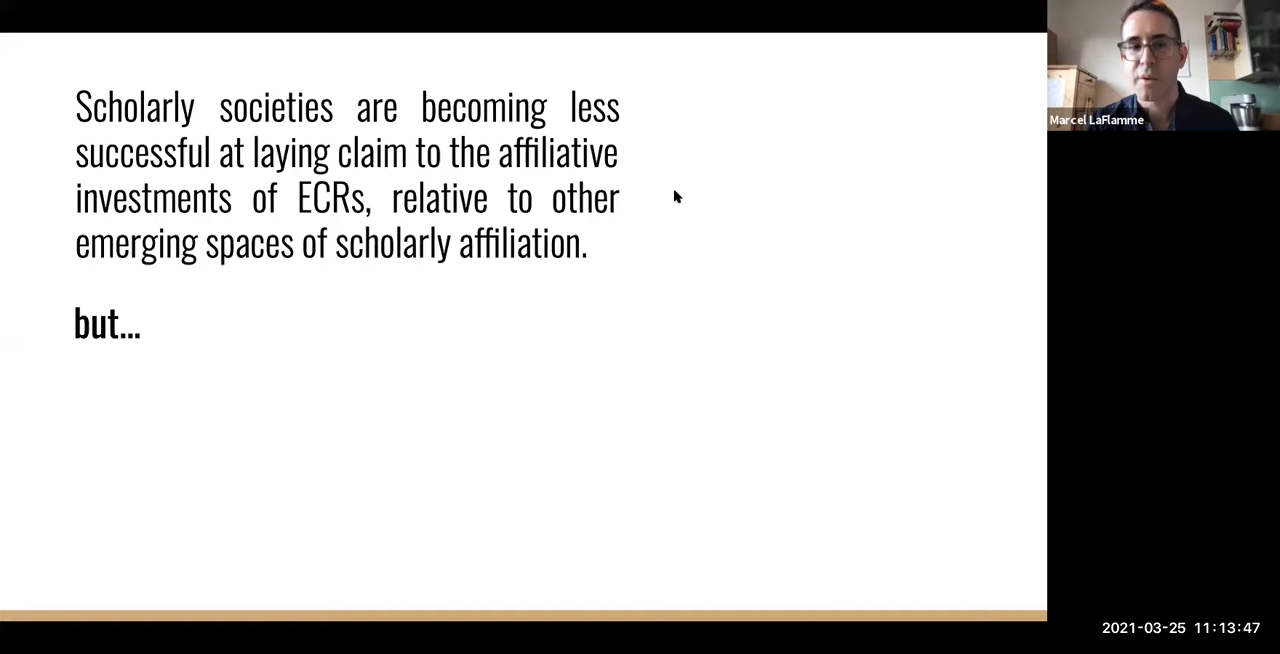 Scholarly societies are becoming less
successful at laying claim to the affiliative
investments of ECRs, relative to other
emerging spaces of scholarly affiliation.
but...
Marcel LaFlamme
2021-03-25 11:13:47